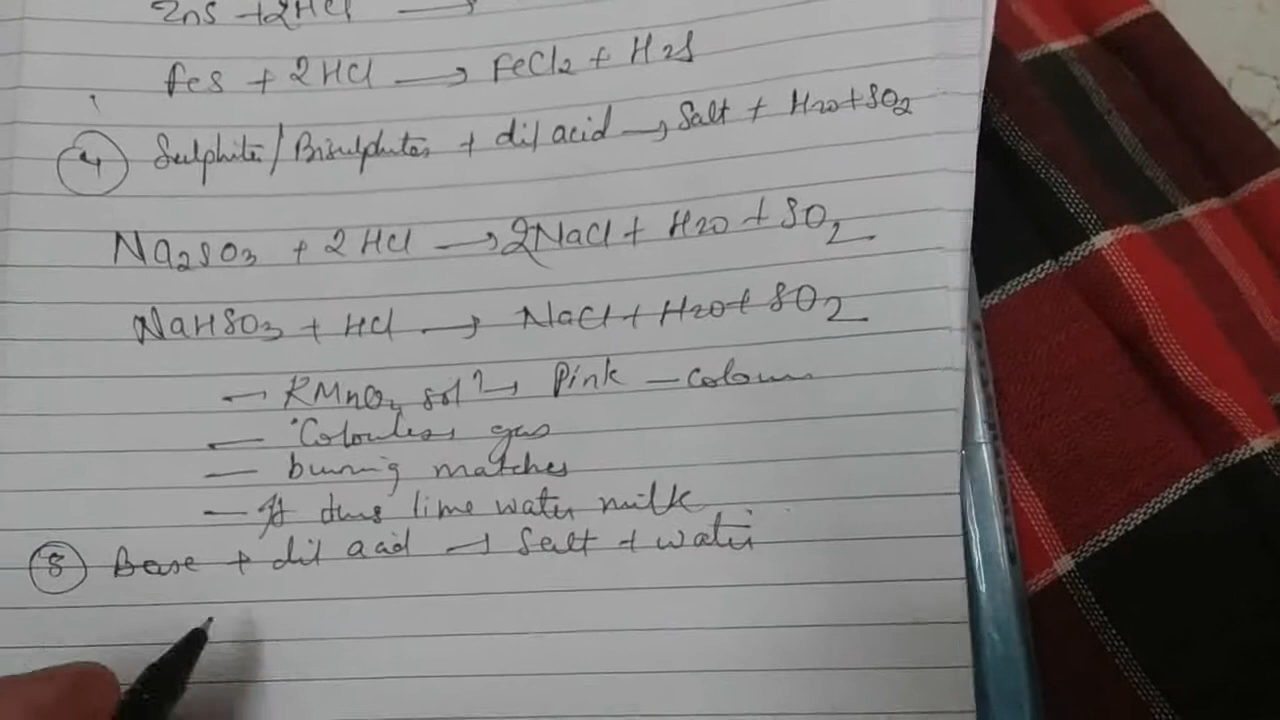 ZnS + 2HCl →
FeS + 2HCl → FeCl2 + H2S
④ Sulphite/Bisulphites + dil acid → Salt + H2O + SO2
Na2SO3 + 2HCl → 2NaCl + H2O + SO2
NaHSO3 + HCl → NaCl + H2O + SO2
— KMnO4 sol? → Pink - colour
— Colourless gas
— burning matches
— It turns lime water milk
⑤ Base + dil acid → Salt + water